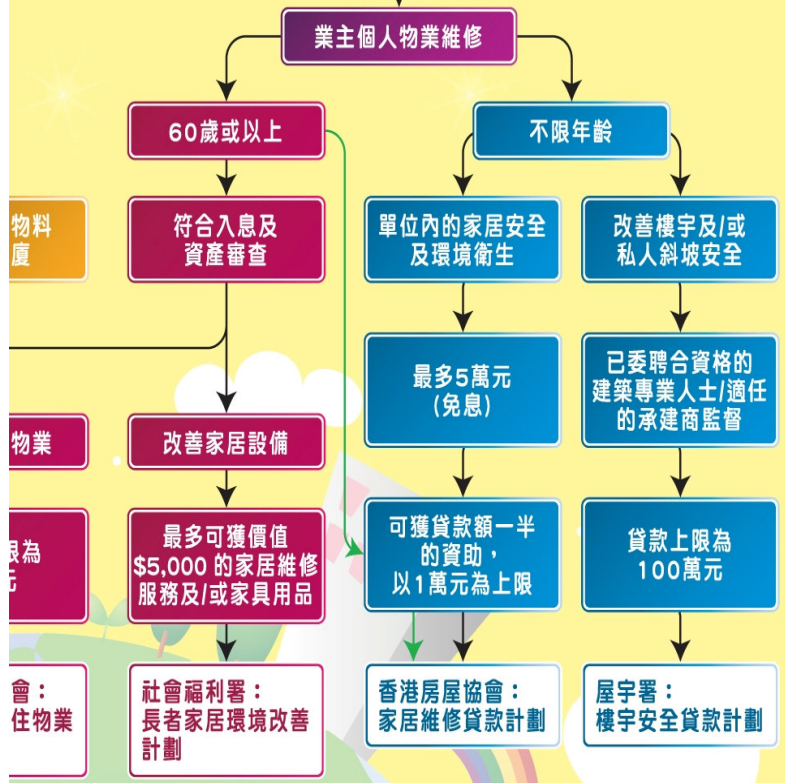 業主個人物業維修
60歲或以上
不限年齡
物料
廈
符合入息及
資產審查
單位內的家居安全
及環境衛生
改善樓宇及/或
私人斜坡安全
最多5萬元
(免息)
已委聘合資格的
建築專業人士/適任
的承建商監督
物業
改善家居設備
限為
元
最多可獲價值
$5,000 的家居維修
服務及/或家具用品
可獲貸款額一半
的資助，
以1萬元為上限
貸款上限為
100萬元
會：
住物業
社會福利署：
長者家居環境改善
計劃
香港房屋協會：
家居維修貸款計劃
屋宇署：
樓宇安全貸款計劃